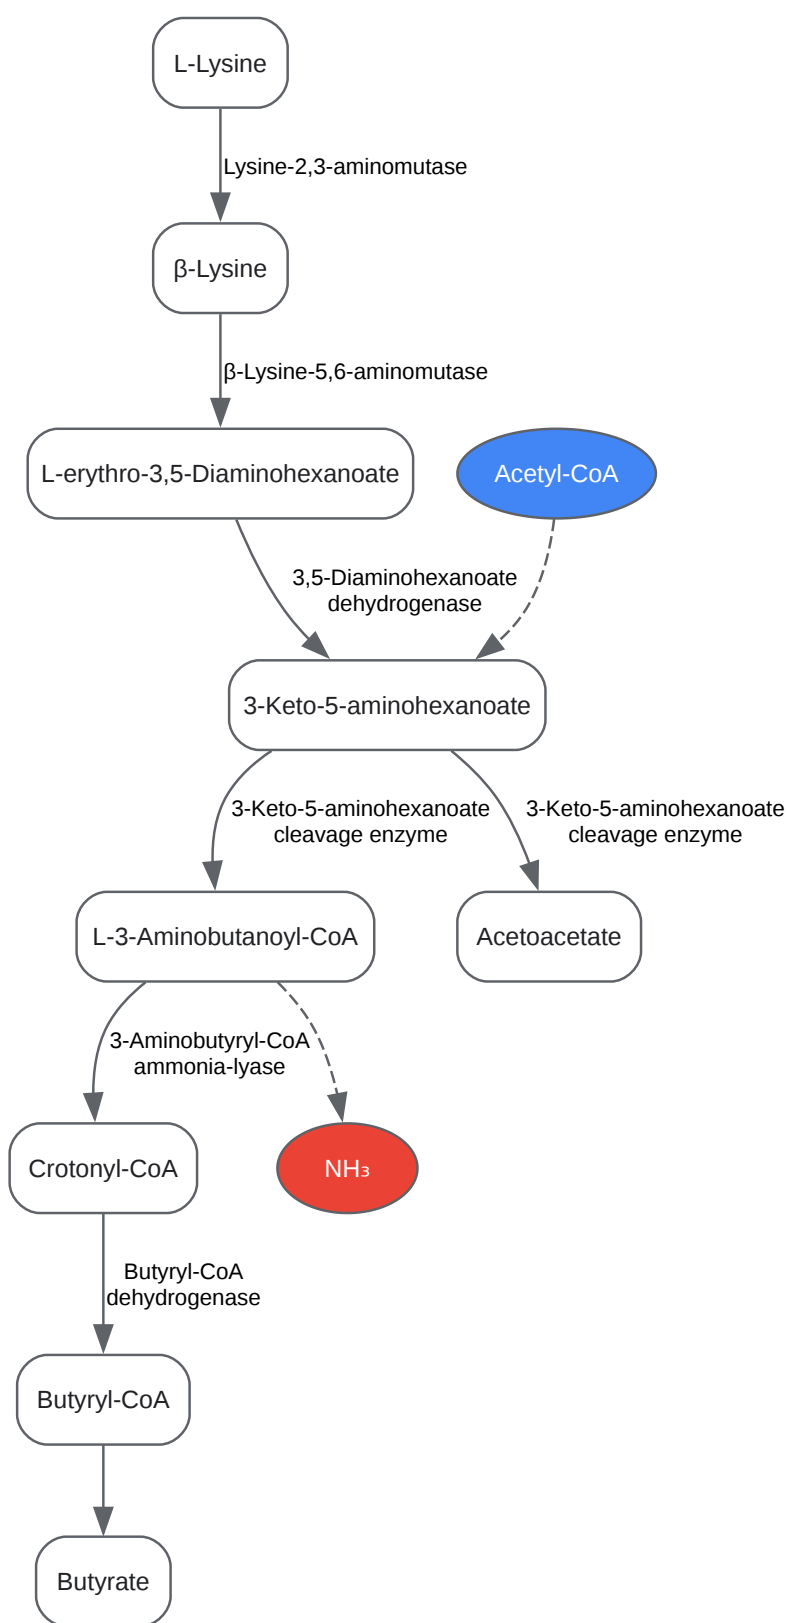 L-Lysine
Lysine-2,3-aminomutase
β-Lysine
β-Lysine-5,6-aminomutase
L-erythro-3,5-Diaminohexanoate
Acetyl-CoA
3,5-Diaminohexanoate
dehydrogenase
3-Keto-5-aminohexanoate
3-Keto-5-aminohexanoate
cleavage enzyme
3-Keto-5-aminohexanoate
cleavage enzyme
L-3-Aminobutanoyl-CoA
Acetoacetate
3-Aminobutyryl-CoA
ammonia-lyase
Crotonyl-CoA
NH₃
Butyryl-CoA
dehydrogenase
Butyryl-CoA
Butyrate